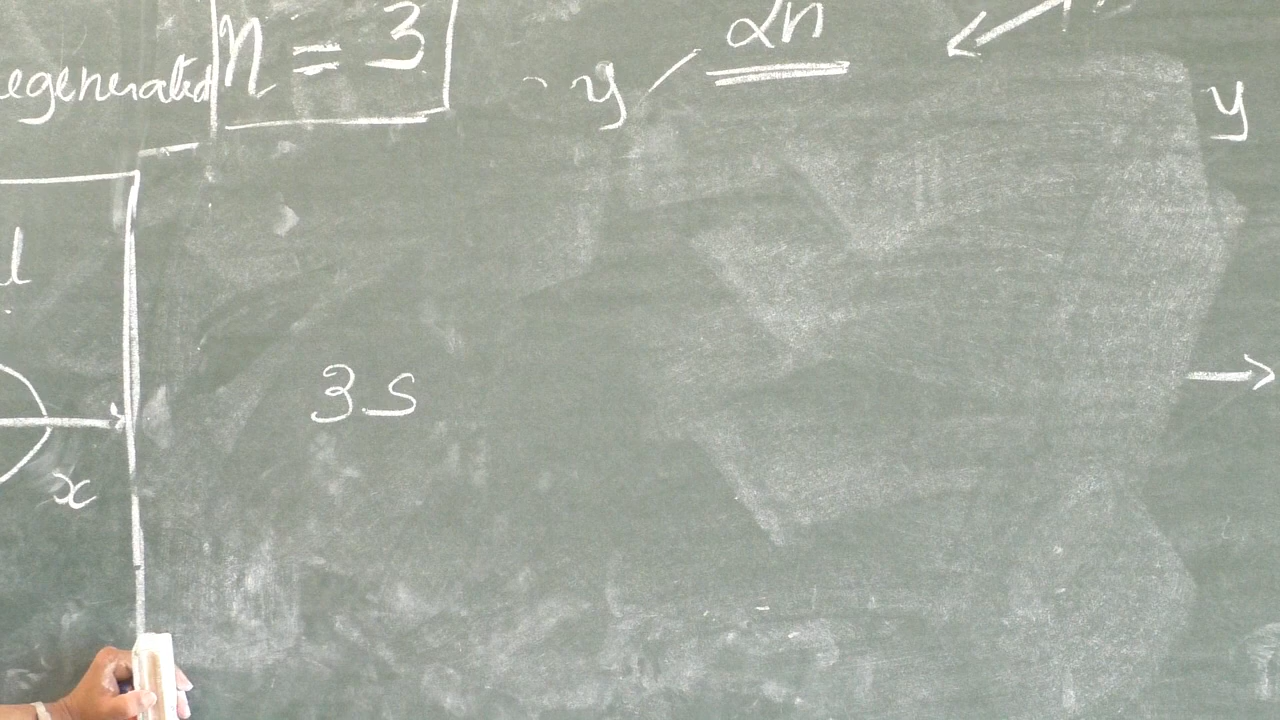 egenerated n = 3
y
2n
y
l
3s
x